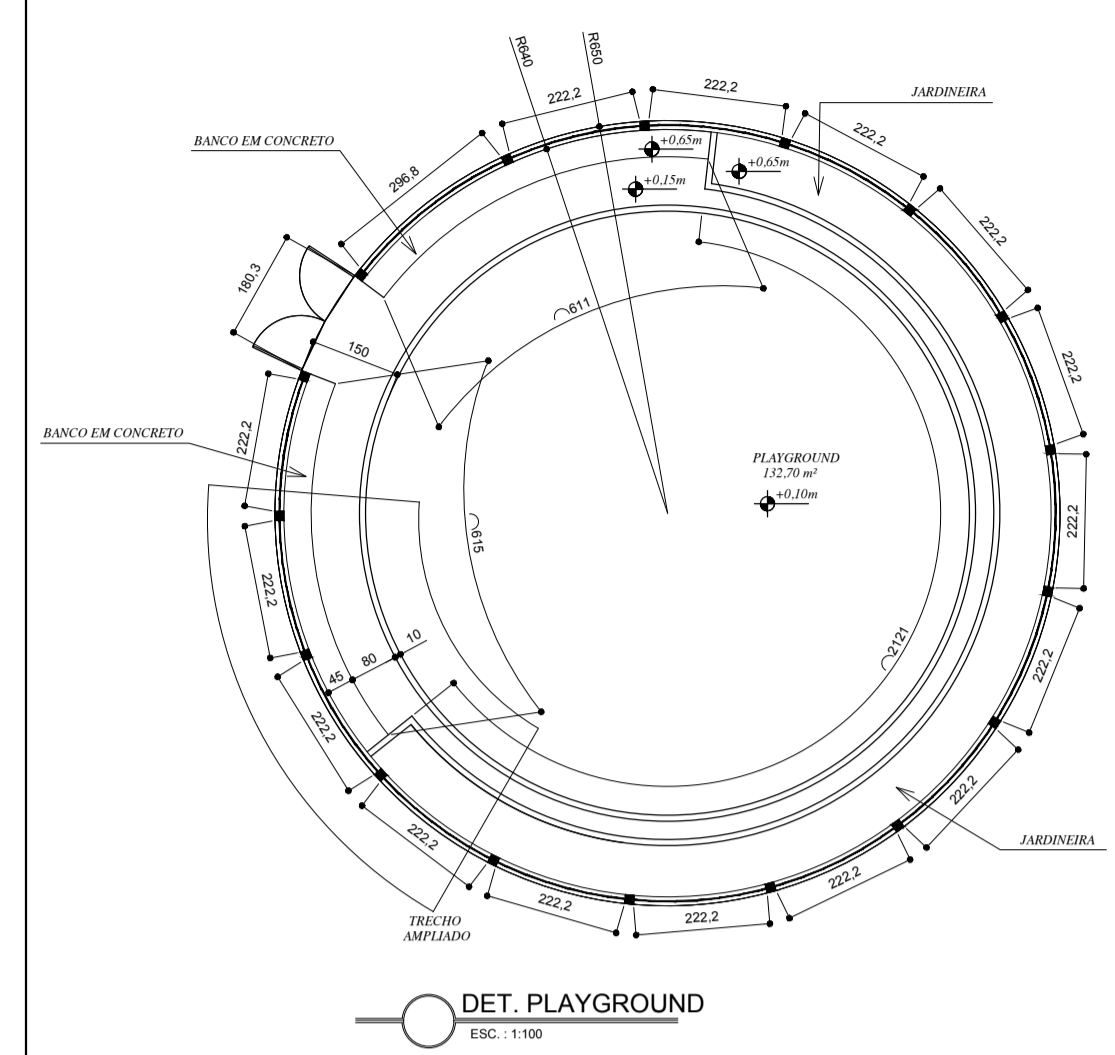 R640
R650
222,2
222,2
JARDINEIRA
BANCO EM CONCRETO
+0,65m
+0,65m
+0,15m
222,2
296,8
222,2
180,3
611
150
222,2
BANCO EM CONCRETO
222,2
PLAYGROUND
132,70 m²
+0,10m
222,2
615
222,2
10
80
45
2121
222,2
222,2
222,2
222,2
JARDINEIRA
222,2
222,2
222,2
TRECHO
AMPLIADO
DET. PLAYGROUND
ESC. : 1:100